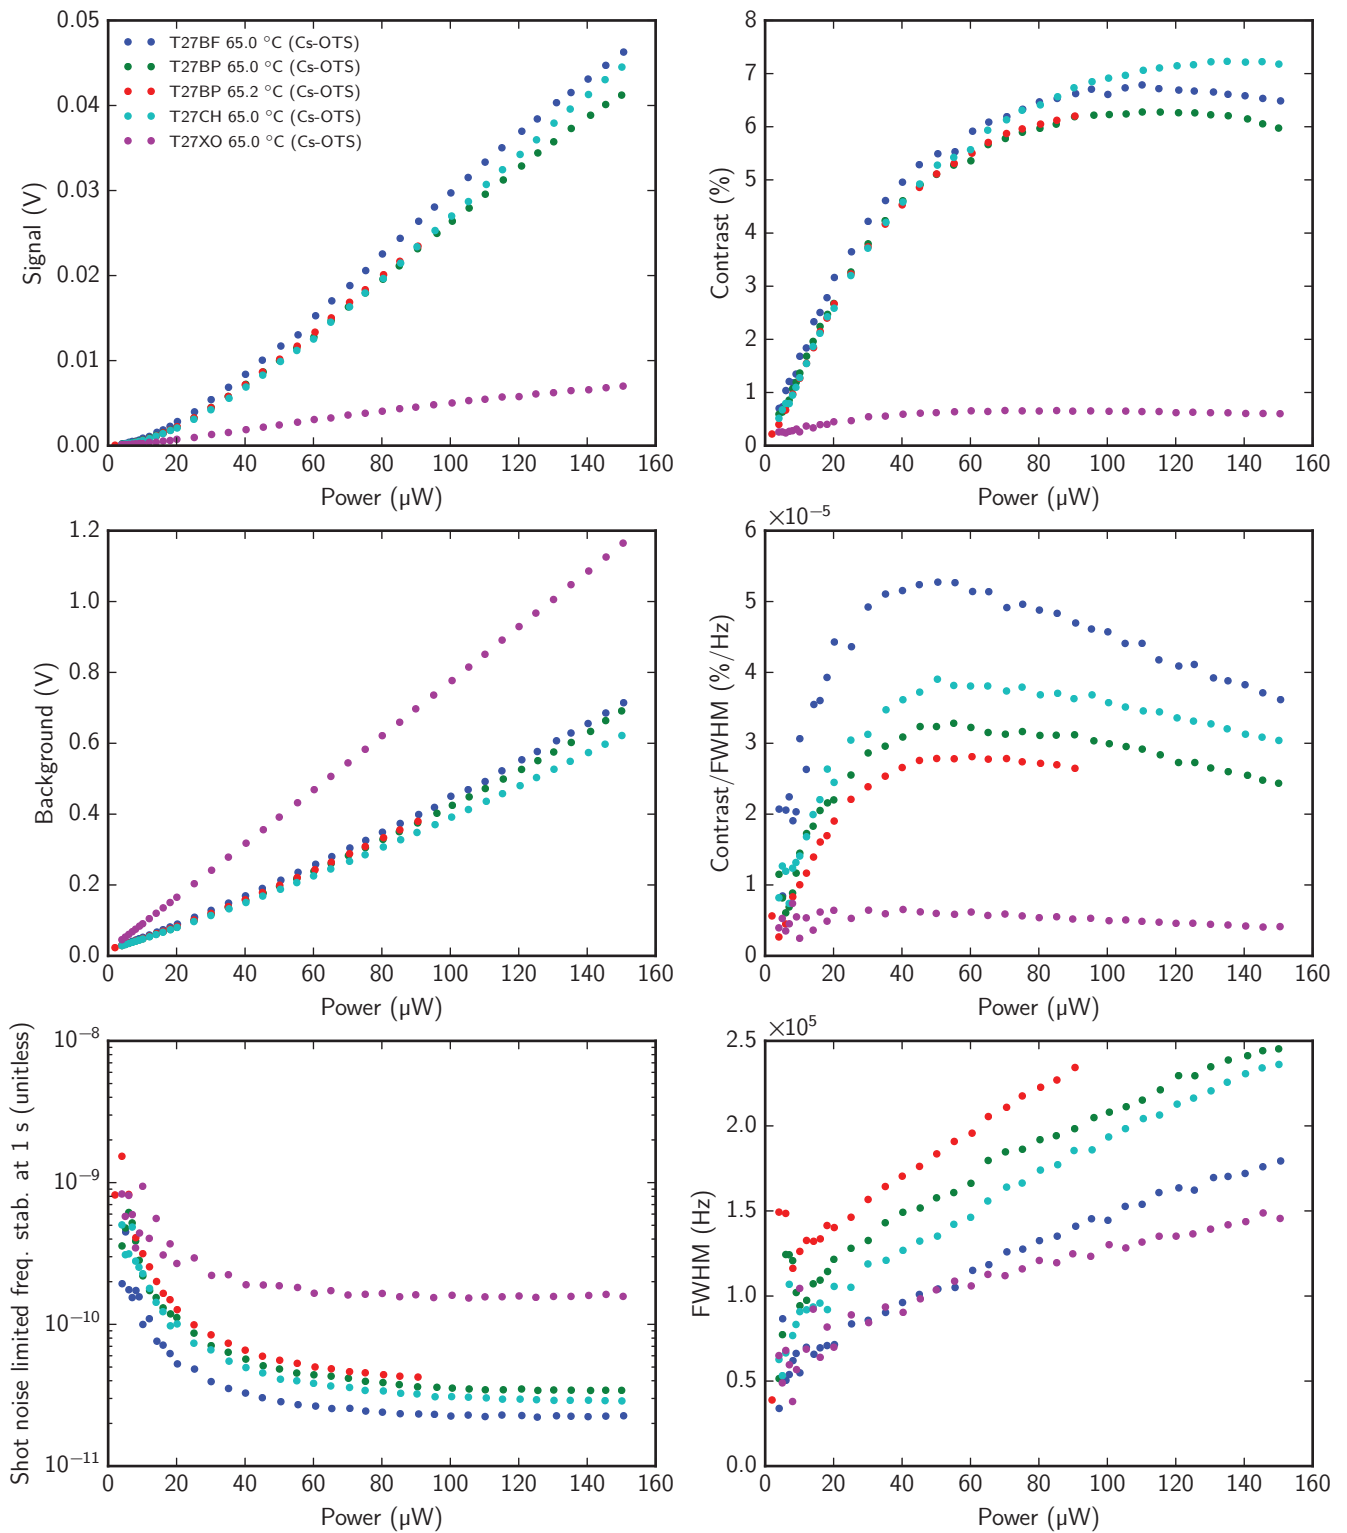 0.05
0.04
0.03
0.02
0.01
0.00
Signal (V)
T27BF 65.0 °C (Cs-OTS)
T27BP 65.0 °C (Cs-OTS)
T27BP 65.2 °C (Cs-OTS)
T27CH 65.0 °C (Cs-OTS)
T27XO 65.0 °C (Cs-OTS)
0 20 40 60 80 100 120 140 160
Power (µW)
8
7
6
5
4
3
2
1
0
Contrast (%)
0 20 40 60 80 100 120 140 160
Power (µW)
1.2
1.0
0.8
0.6
0.4
0.2
0.0
Background (V)
0 20 40 60 80 100 120 140 160
Power (µW)
×10⁻⁵
6
5
4
3
2
1
0
Contrast/FWHM (%/Hz)
0 20 40 60 80 100 120 140 160
Power (µW)
10⁻⁸
10⁻⁹
10⁻¹⁰
10⁻¹¹
Shot noise limited freq. stab. at 1 s (unitless)
0 20 40 60 80 100 120 140 160
Power (µW)
×10⁵
2.5
2.0
1.5
1.0
0.5
0.0
FWHM (Hz)
0 20 40 60 80 100 120 140 160
Power (µW)